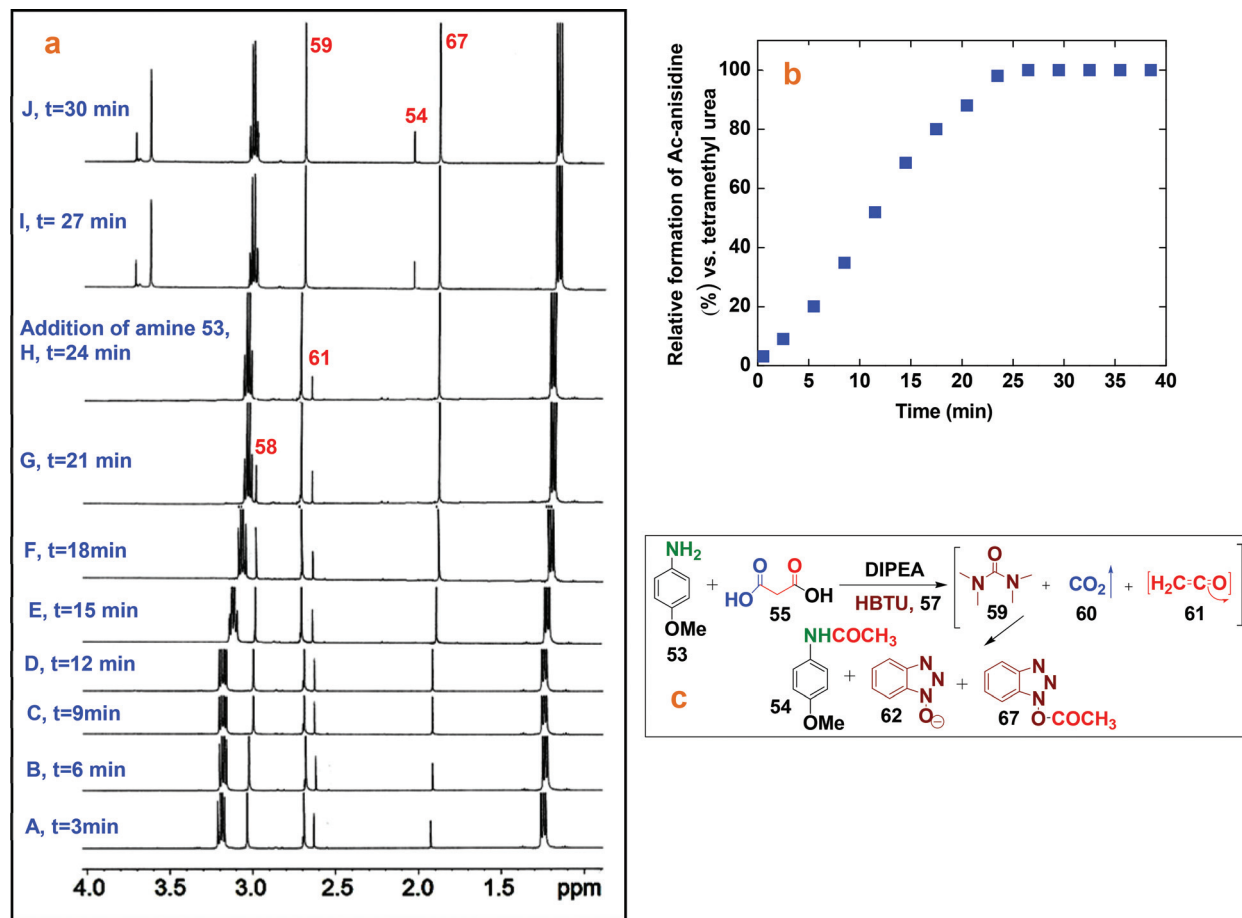 a
59
67
J, t=30 min
54
I, t= 27 min
Addition of amine 53,
H, t=24 min
61
G, t=21 min
58
F, t=18min
E, t=15 min
D, t=12 min
C, t=9min
B, t=6 min
A, t=3min
4.0 3.5 3.0 2.5 2.0 1.5 ppm
b
Relative formation of Ac-anisidine
(%) vs. tetramethyl urea
100
80
60
40
20
0
0 5 10 15 20 25 30 35 40
Time (min)
NH2
OMe
53
+
O O
HO OH
55
DIPEA
HBTU, 57
O
N N
59
+
CO2
60
+
[H2C=C=O]
61
NHCOCH3
OMe
54
+
N
N
N
O⊖
62
+
N
N
N
O-COCH3
67
c